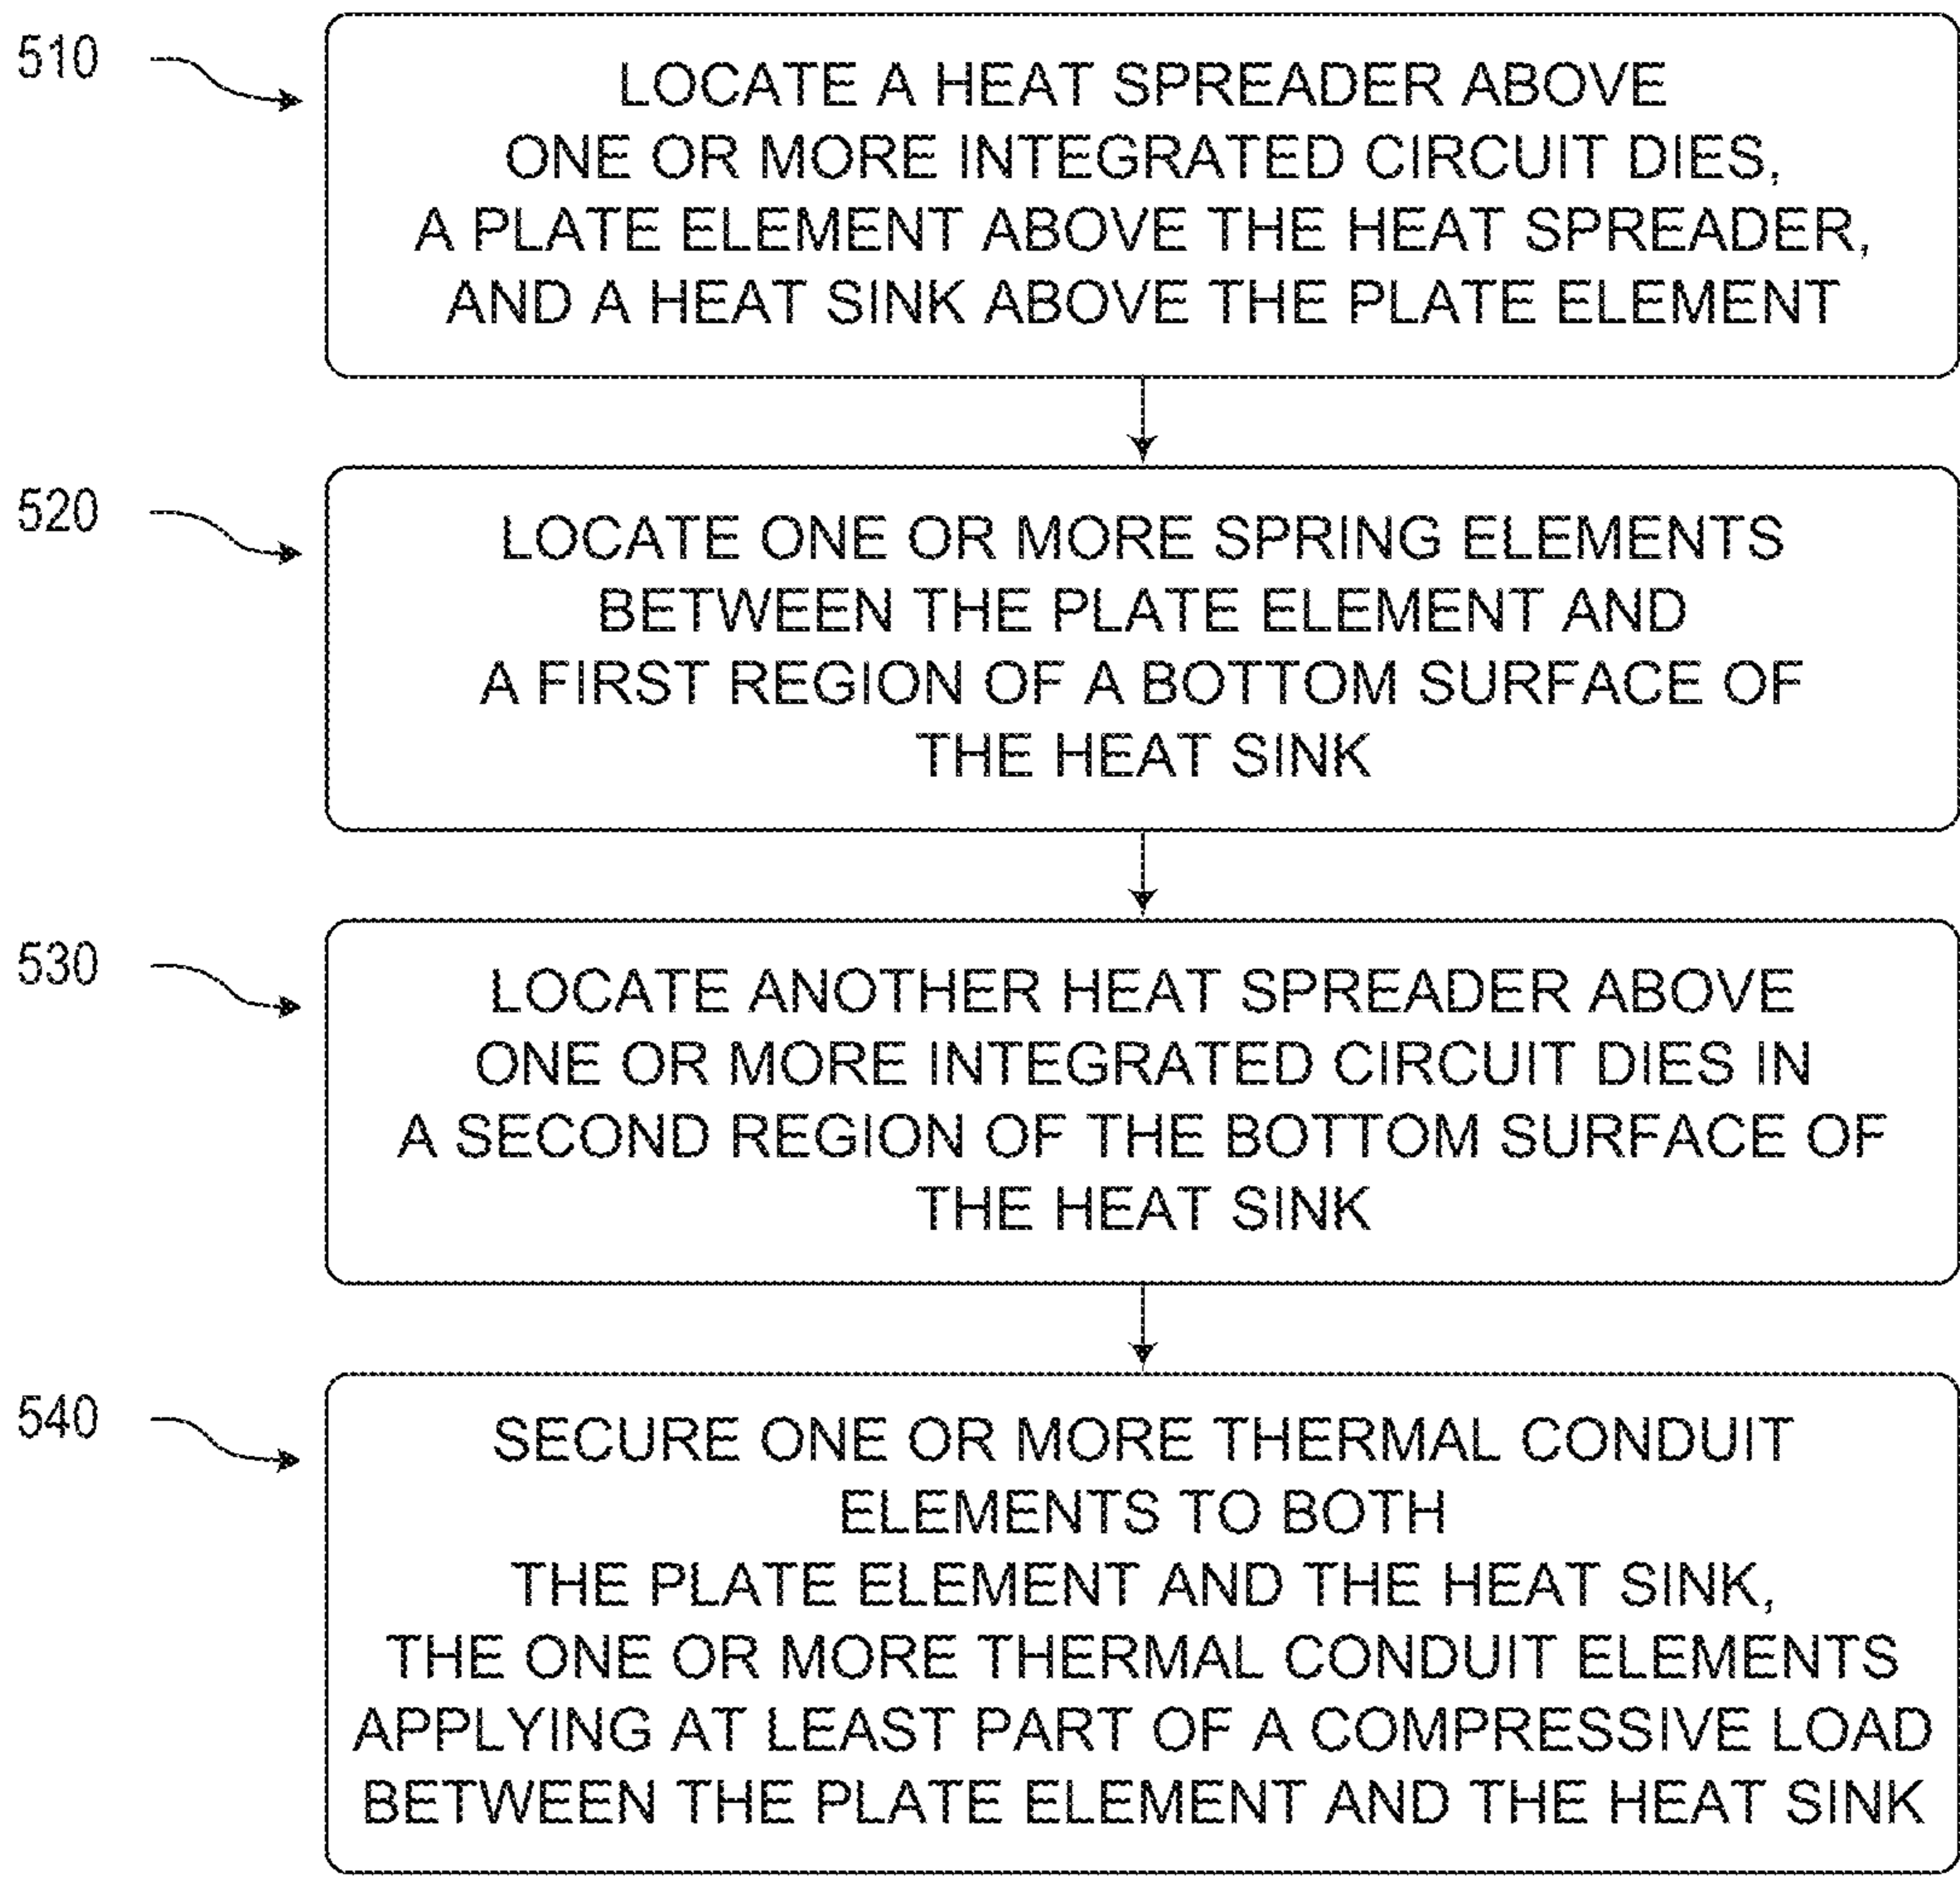 510
LOCATE A HEAT SPREADER ABOVE
ONE OR MORE INTEGRATED CIRCUIT DIES,
A PLATE ELEMENT ABOVE THE HEAT SPREADER,
AND A HEAT SINK ABOVE THE PLATE ELEMENT
520
LOCATE ONE OR MORE SPRING ELEMENTS
BETWEEN THE PLATE ELEMENT AND
A FIRST REGION OF A BOTTOM SURFACE OF
THE HEAT SINK
530
LOCATE ANOTHER HEAT SPREADER ABOVE
ONE OR MORE INTEGRATED CIRCUIT DIES IN
A SECOND REGION OF THE BOTTOM SURFACE OF
THE HEAT SINK
540
SECURE ONE OR MORE THERMAL CONDUIT
ELEMENTS TO BOTH
THE PLATE ELEMENT AND THE HEAT SINK,
THE ONE OR MORE THERMAL CONDUIT ELEMENTS
APPLYING AT LEAST PART OF A COMPRESSIVE LOAD
BETWEEN THE PLATE ELEMENT AND THE HEAT SINK